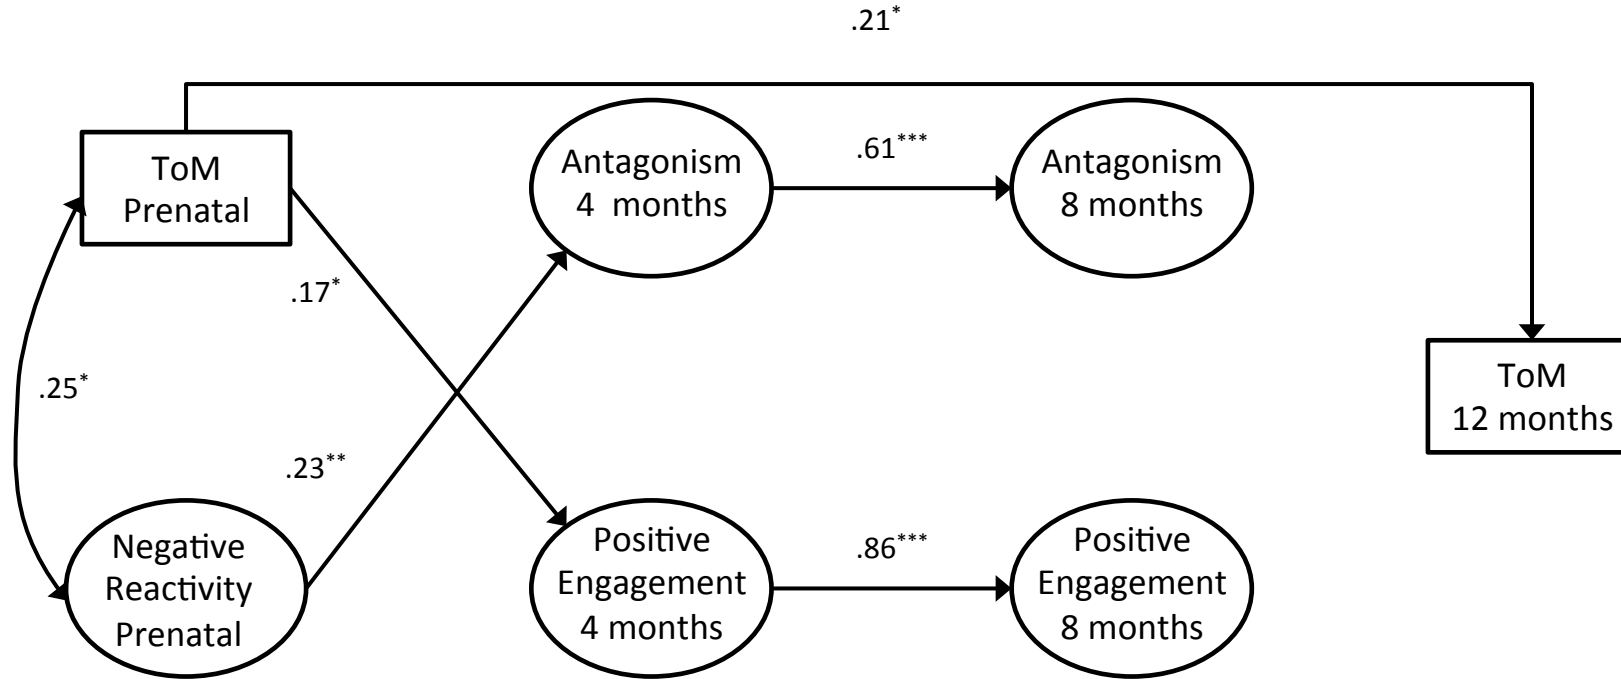 .21*
ToM
Prenatal
Antagonism
4 months
.61***
Antagonism
8 months
.17*
.25*
ToM
12 months
.23**
Negative
Reactivity
Prenatal
Positive
Engagement
4 months
.86***
Positive
Engagement
8 months